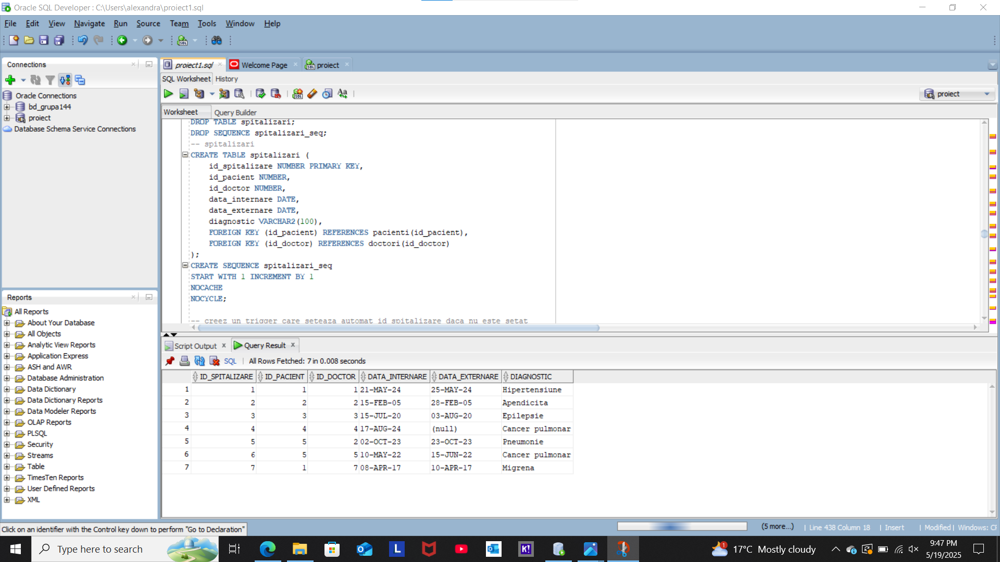 Oracle SQL Developer : C:\Users\alexandra\proiect1.sql
File Edit View Navigate Run Source Team Tools Window Help
Connections
Oracle Connections
bd_grupa144
proiect
Database Schema Service Connections
Reports
All Reports
About Your Database
All Objects
Analytic View Reports
Application Express
ASH and AWR
Database Administration
Data Dictionary
Data Dictionary Reports
Data Modeler Reports
OLAP Reports
PLSQL
Security
Streams
Table
TimesTen Reports
User Defined Reports
XML
proiect1.sql Welcome Page proiect
SQL Worksheet History
proiect
Worksheet Query Builder
DROP TABLE spitalizari;
DROP SEQUENCE spitalizari_seq;
-- spitalizari
CREATE TABLE spitalizari (
id_spitalizare NUMBER PRIMARY KEY,
id_pacient NUMBER,
id_doctor NUMBER,
data_internare DATE,
data_externare DATE,
diagnostic VARCHAR2(100),
FOREIGN KEY (id_pacient) REFERENCES pacienti(id_pacient),
FOREIGN KEY (id_doctor) REFERENCES doctori(id_doctor)
);
CREATE SEQUENCE spitalizari_seq
START WITH 1 INCREMENT BY 1
NOCACHE
NOCYCLE;
-- creez un trigger care seteaza automat id_spitalizare daca nu este setat
Script Output Query Result
SQL | All Rows Fetched: 7 in 0.008 seconds
ID_SPITALIZARE ID_PACIENT ID_DOCTOR DATA_INTERNARE DATA_EXTERNARE DIAGNOSTIC
1 1 1 1 21-MAY-24 25-MAY-24 Hipertensiune
2 2 2 2 15-FEB-05 28-FEB-05 Apendicita
3 3 3 3 15-JUL-20 03-AUG-20 Epilepsie
4 4 4 4 17-AUG-24 (null) Cancer pulmonar
5 5 5 2 02-OCT-23 23-OCT-23 Pneumonie
6 6 5 5 10-MAY-22 15-JUN-22 Cancer pulmonar
7 7 1 7 08-APR-17 10-APR-17 Migrena
Click on an identifier with the Control key down to perform "Go to Declaration"
(5 more...) | Line 438 Column 18 | Insert | Modified | Windows:
Type here to search
17°C Mostly cloudy
9:47 PM
5/19/2025